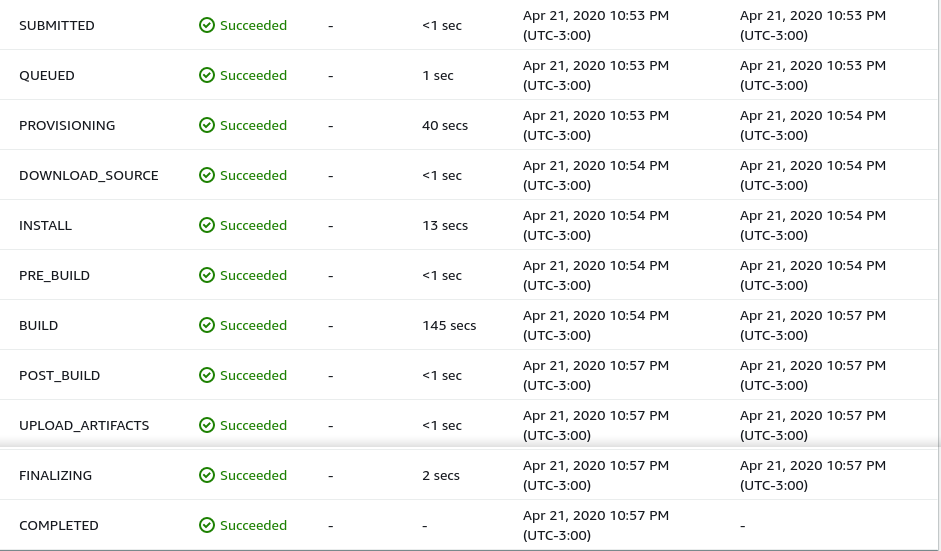 SUBMITTED Succeeded - <1 sec Apr 21, 2020 10:53 PM Apr 21, 2020 10:53 PM
(UTC-3:00) (UTC-3:00)
QUEUED Succeeded - 1 sec Apr 21, 2020 10:53 PM Apr 21, 2020 10:53 PM
(UTC-3:00) (UTC-3:00)
PROVISIONING Succeeded - 40 secs Apr 21, 2020 10:53 PM Apr 21, 2020 10:54 PM
(UTC-3:00) (UTC-3:00)
DOWNLOAD_SOURCE Succeeded - <1 sec Apr 21, 2020 10:54 PM Apr 21, 2020 10:54 PM
(UTC-3:00) (UTC-3:00)
INSTALL Succeeded - 13 secs Apr 21, 2020 10:54 PM Apr 21, 2020 10:54 PM
(UTC-3:00) (UTC-3:00)
PRE_BUILD Succeeded - <1 sec Apr 21, 2020 10:54 PM Apr 21, 2020 10:54 PM
(UTC-3:00) (UTC-3:00)
BUILD Succeeded - 145 secs Apr 21, 2020 10:54 PM Apr 21, 2020 10:57 PM
(UTC-3:00) (UTC-3:00)
POST_BUILD Succeeded - <1 sec Apr 21, 2020 10:57 PM Apr 21, 2020 10:57 PM
(UTC-3:00) (UTC-3:00)
UPLOAD_ARTIFACTS Succeeded - <1 sec Apr 21, 2020 10:57 PM Apr 21, 2020 10:57 PM
(UTC-3:00) (UTC-3:00)
FINALIZING Succeeded - 2 secs Apr 21, 2020 10:57 PM Apr 21, 2020 10:57 PM
(UTC-3:00) (UTC-3:00)
COMPLETED Succeeded - - Apr 21, 2020 10:57 PM -
(UTC-3:00)